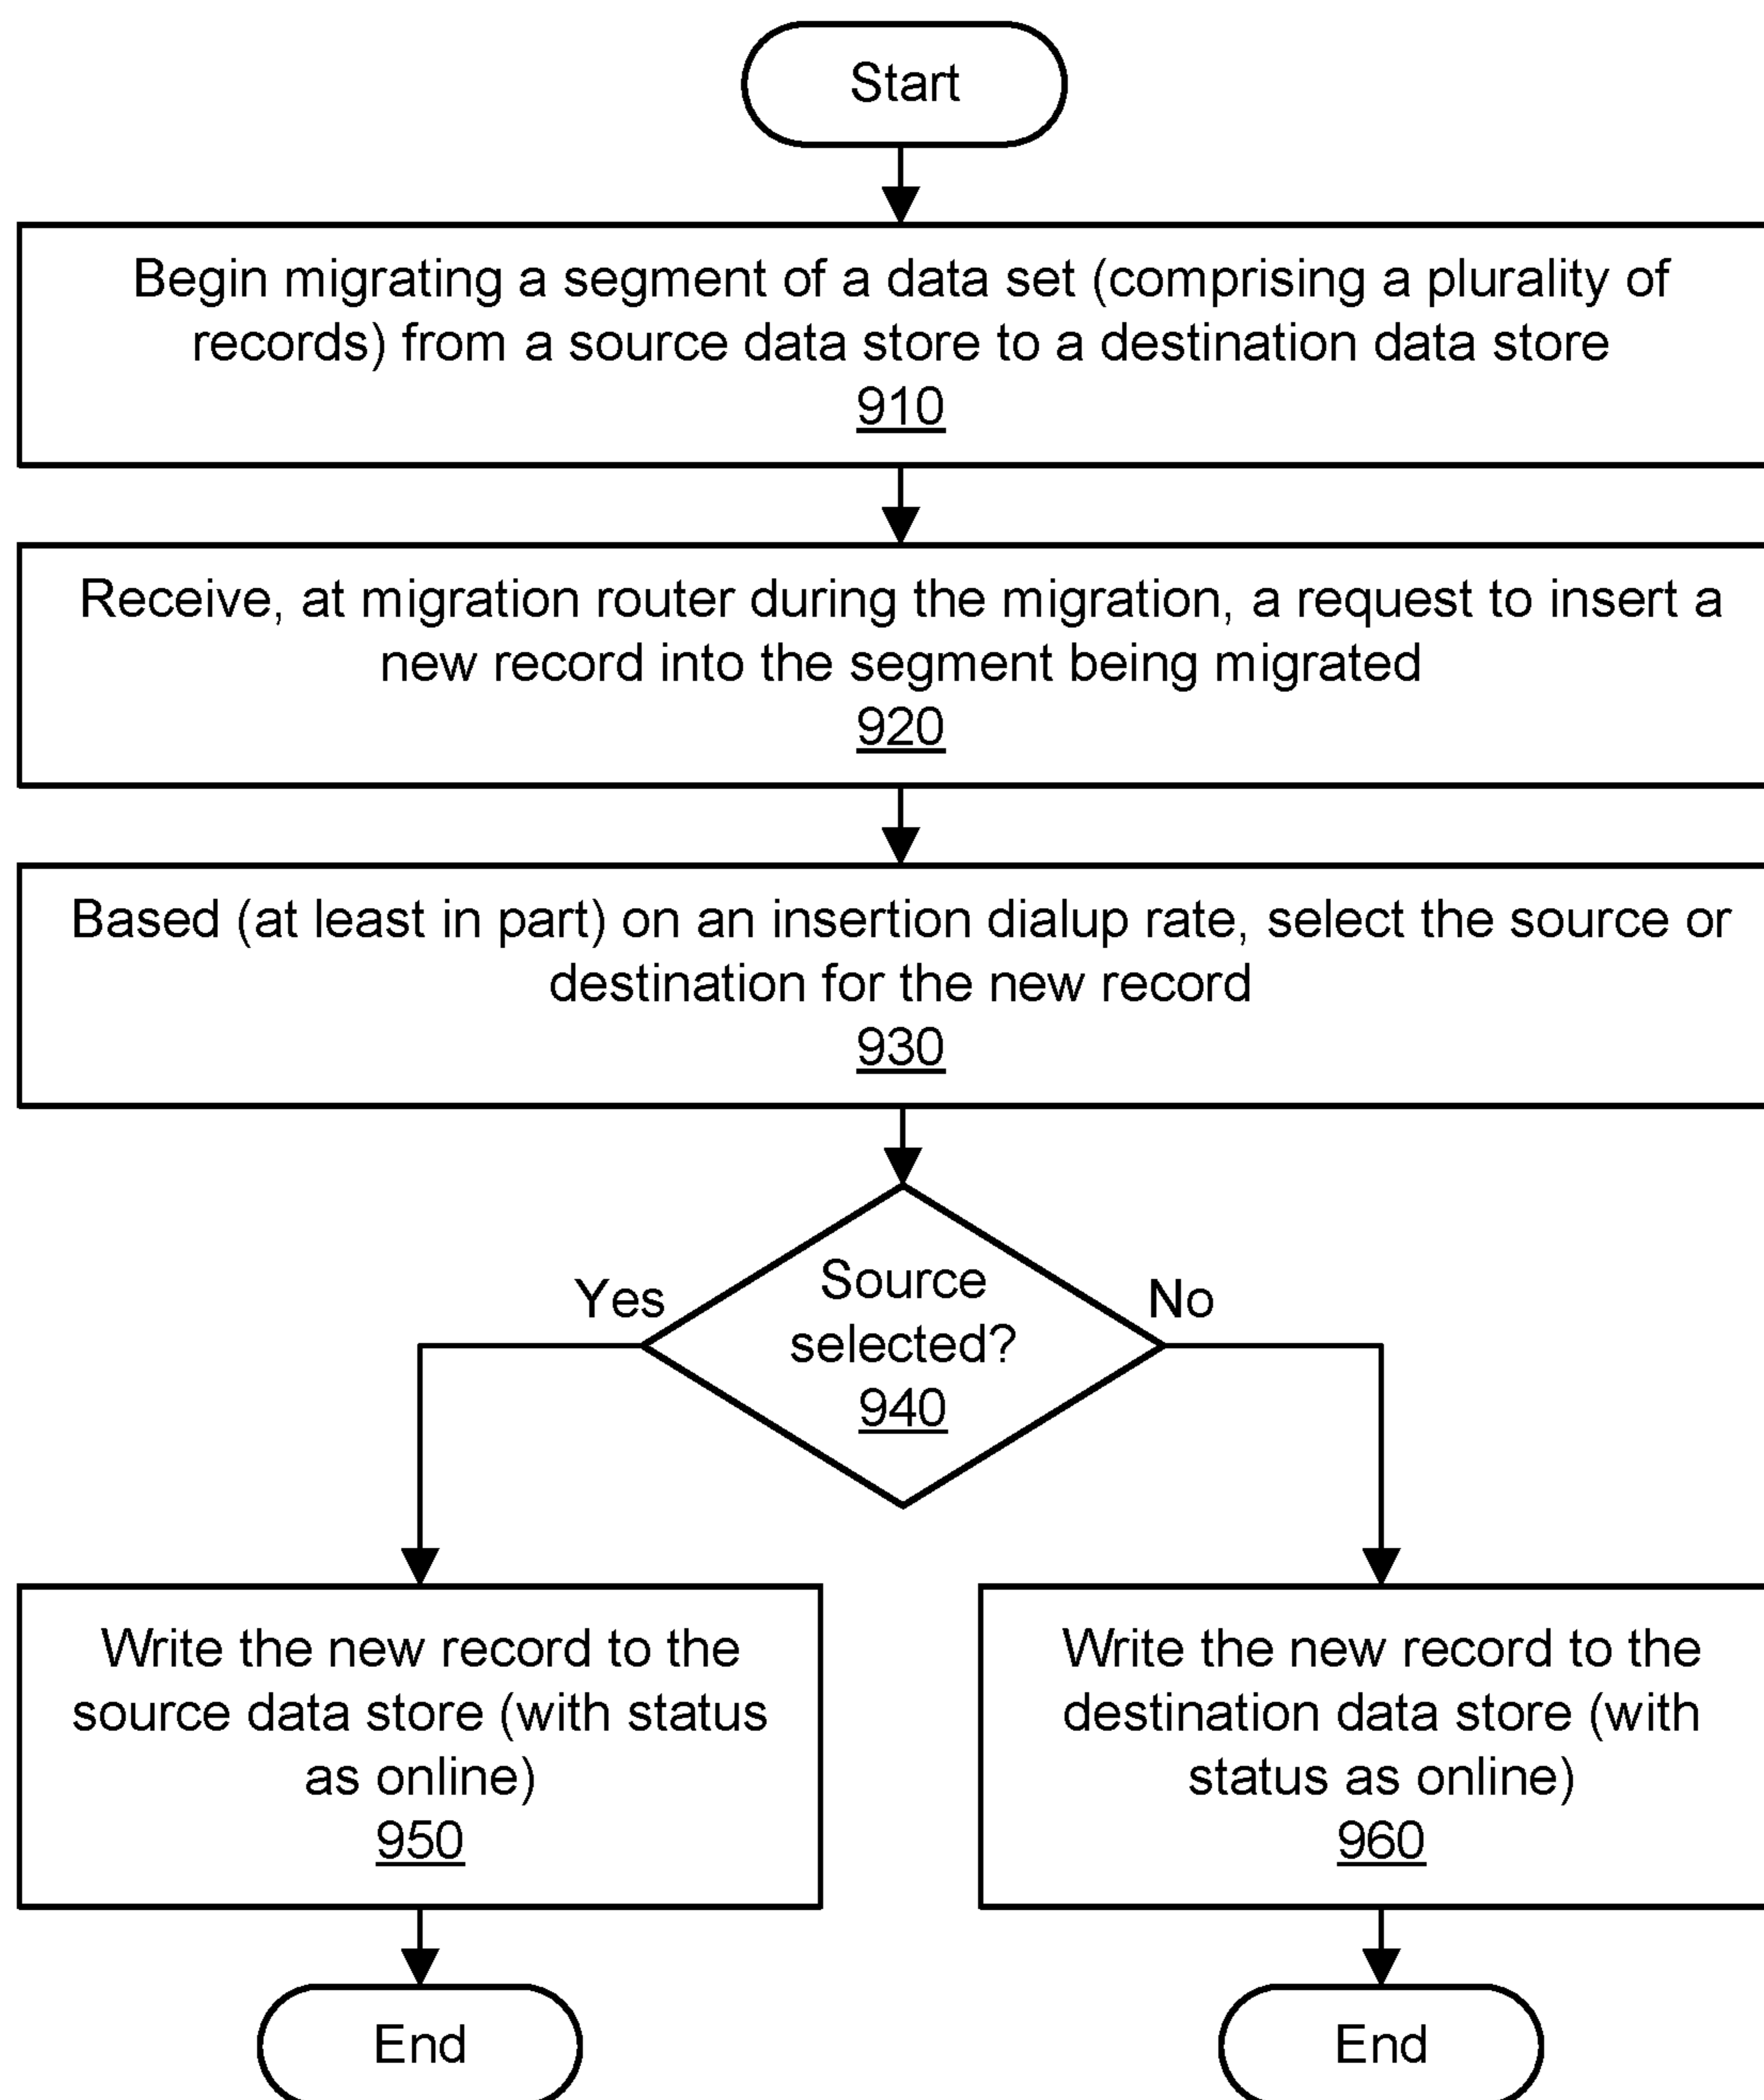 Start
Begin migrating a segment of a data set (comprising a plurality of
records) from a source data store to a destination data store
910
Receive, at migration router during the migration, a request to insert a
new record into the segment being migrated
920
Based (at least in part) on an insertion dialup rate, select the source or
destination for the new record
930
Source
selected?
940
Yes
No
Write the new record to the
source data store (with status
as online)
950
Write the new record to the
destination data store (with
status as online)
960
End
End